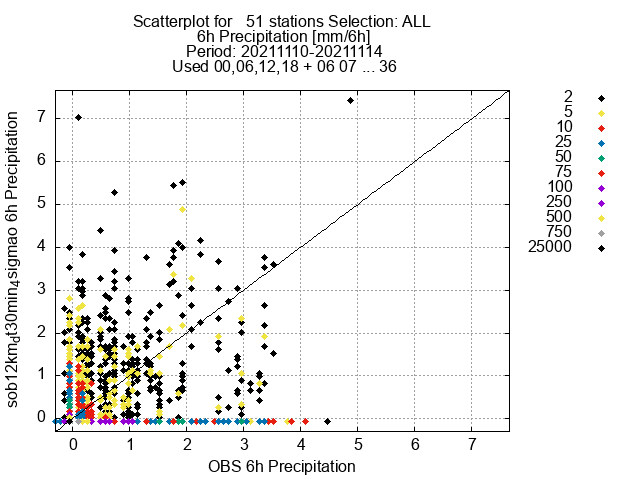 Scatterplot for   51 stations Selection: ALL
6h Precipitation [mm/6h]
Period: 20211110-20211114
Used 00,06,12,18 + 06 07 ... 36
sob12km_dt30min_4sigmao 6h Precipitation
7
6
5
4
3
2
1
0
0 1 2 3 4 5 6 7
OBS 6h Precipitation
2
5
10
25
50
75
100
250
500
750
25000